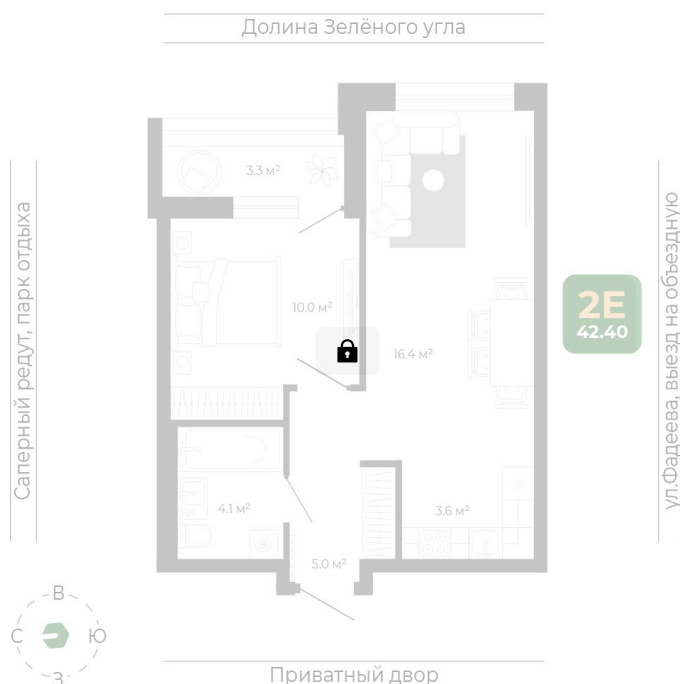 Долина Зелёного угла
Саперный редут, парк отдыха
3.3 м²
10.0 м²
16.4 м²
2Е
42.40
ул.Фадеева, выезд на объездную
4.1 м²
3.6 м²
5.0 м²
В
С
Ю
З
Приватный двор